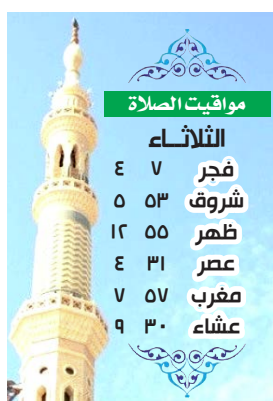 مواقيت الصلاة
الثلاثــاء
فجر ٧ ٤
شروق ٥٣ ٥
ظهر ٥٥ ١٢
عصر ٣١ ٤
مغرب ٥٧ ٧
عشاء ٣٠ ٩